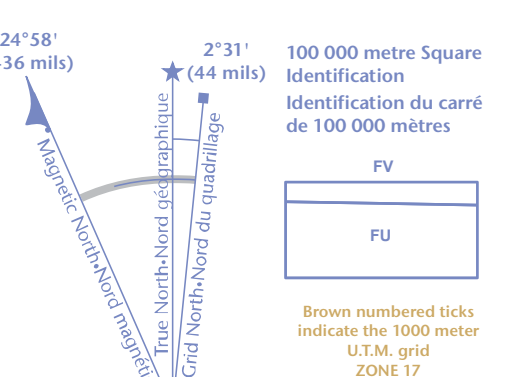 24°58'
36 mils)
2°31'
(44 mils)
Magnetic North•Nord magnéti
True North•Nord géographique
Grid North•Nord du quadrillage
100 000 metre Square
Identification
Identification du carré
de 100 000 mètres
FV
FU
Brown numbered ticks
indicate the 1000 meter
U.T.M. grid
ZONE 17